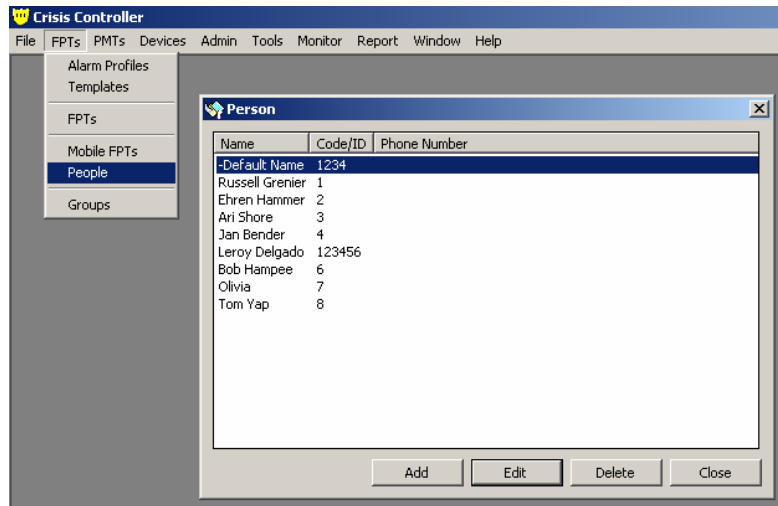 Crisis Controller
File FPTs PMTs Devices Admin Tools Monitor Report Window Help
Alarm Profiles
Templates
FPTs
Mobile FPTs
People
Groups
Person
Name Code/ID Phone Number
-Default Name 1234
Russell Grenier 1
Ehren Hammer 2
Ari Shore 3
Jan Bender 4
Leroy Delgado 123456
Bob Hampee 6
Olivia 7
Tom Yap 8
Add Edit Delete Close